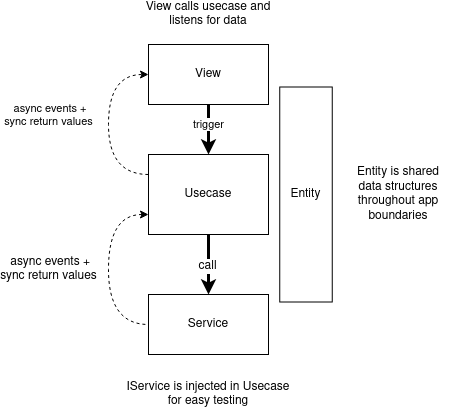 View calls usecase and
listens for data
View
async events +
sync return values
trigger
Usecase
Entity
Entity is shared
data structures
throughout app
boundaries
async events +
sync return values
call
Service
IService is injected in Usecase
for easy testing